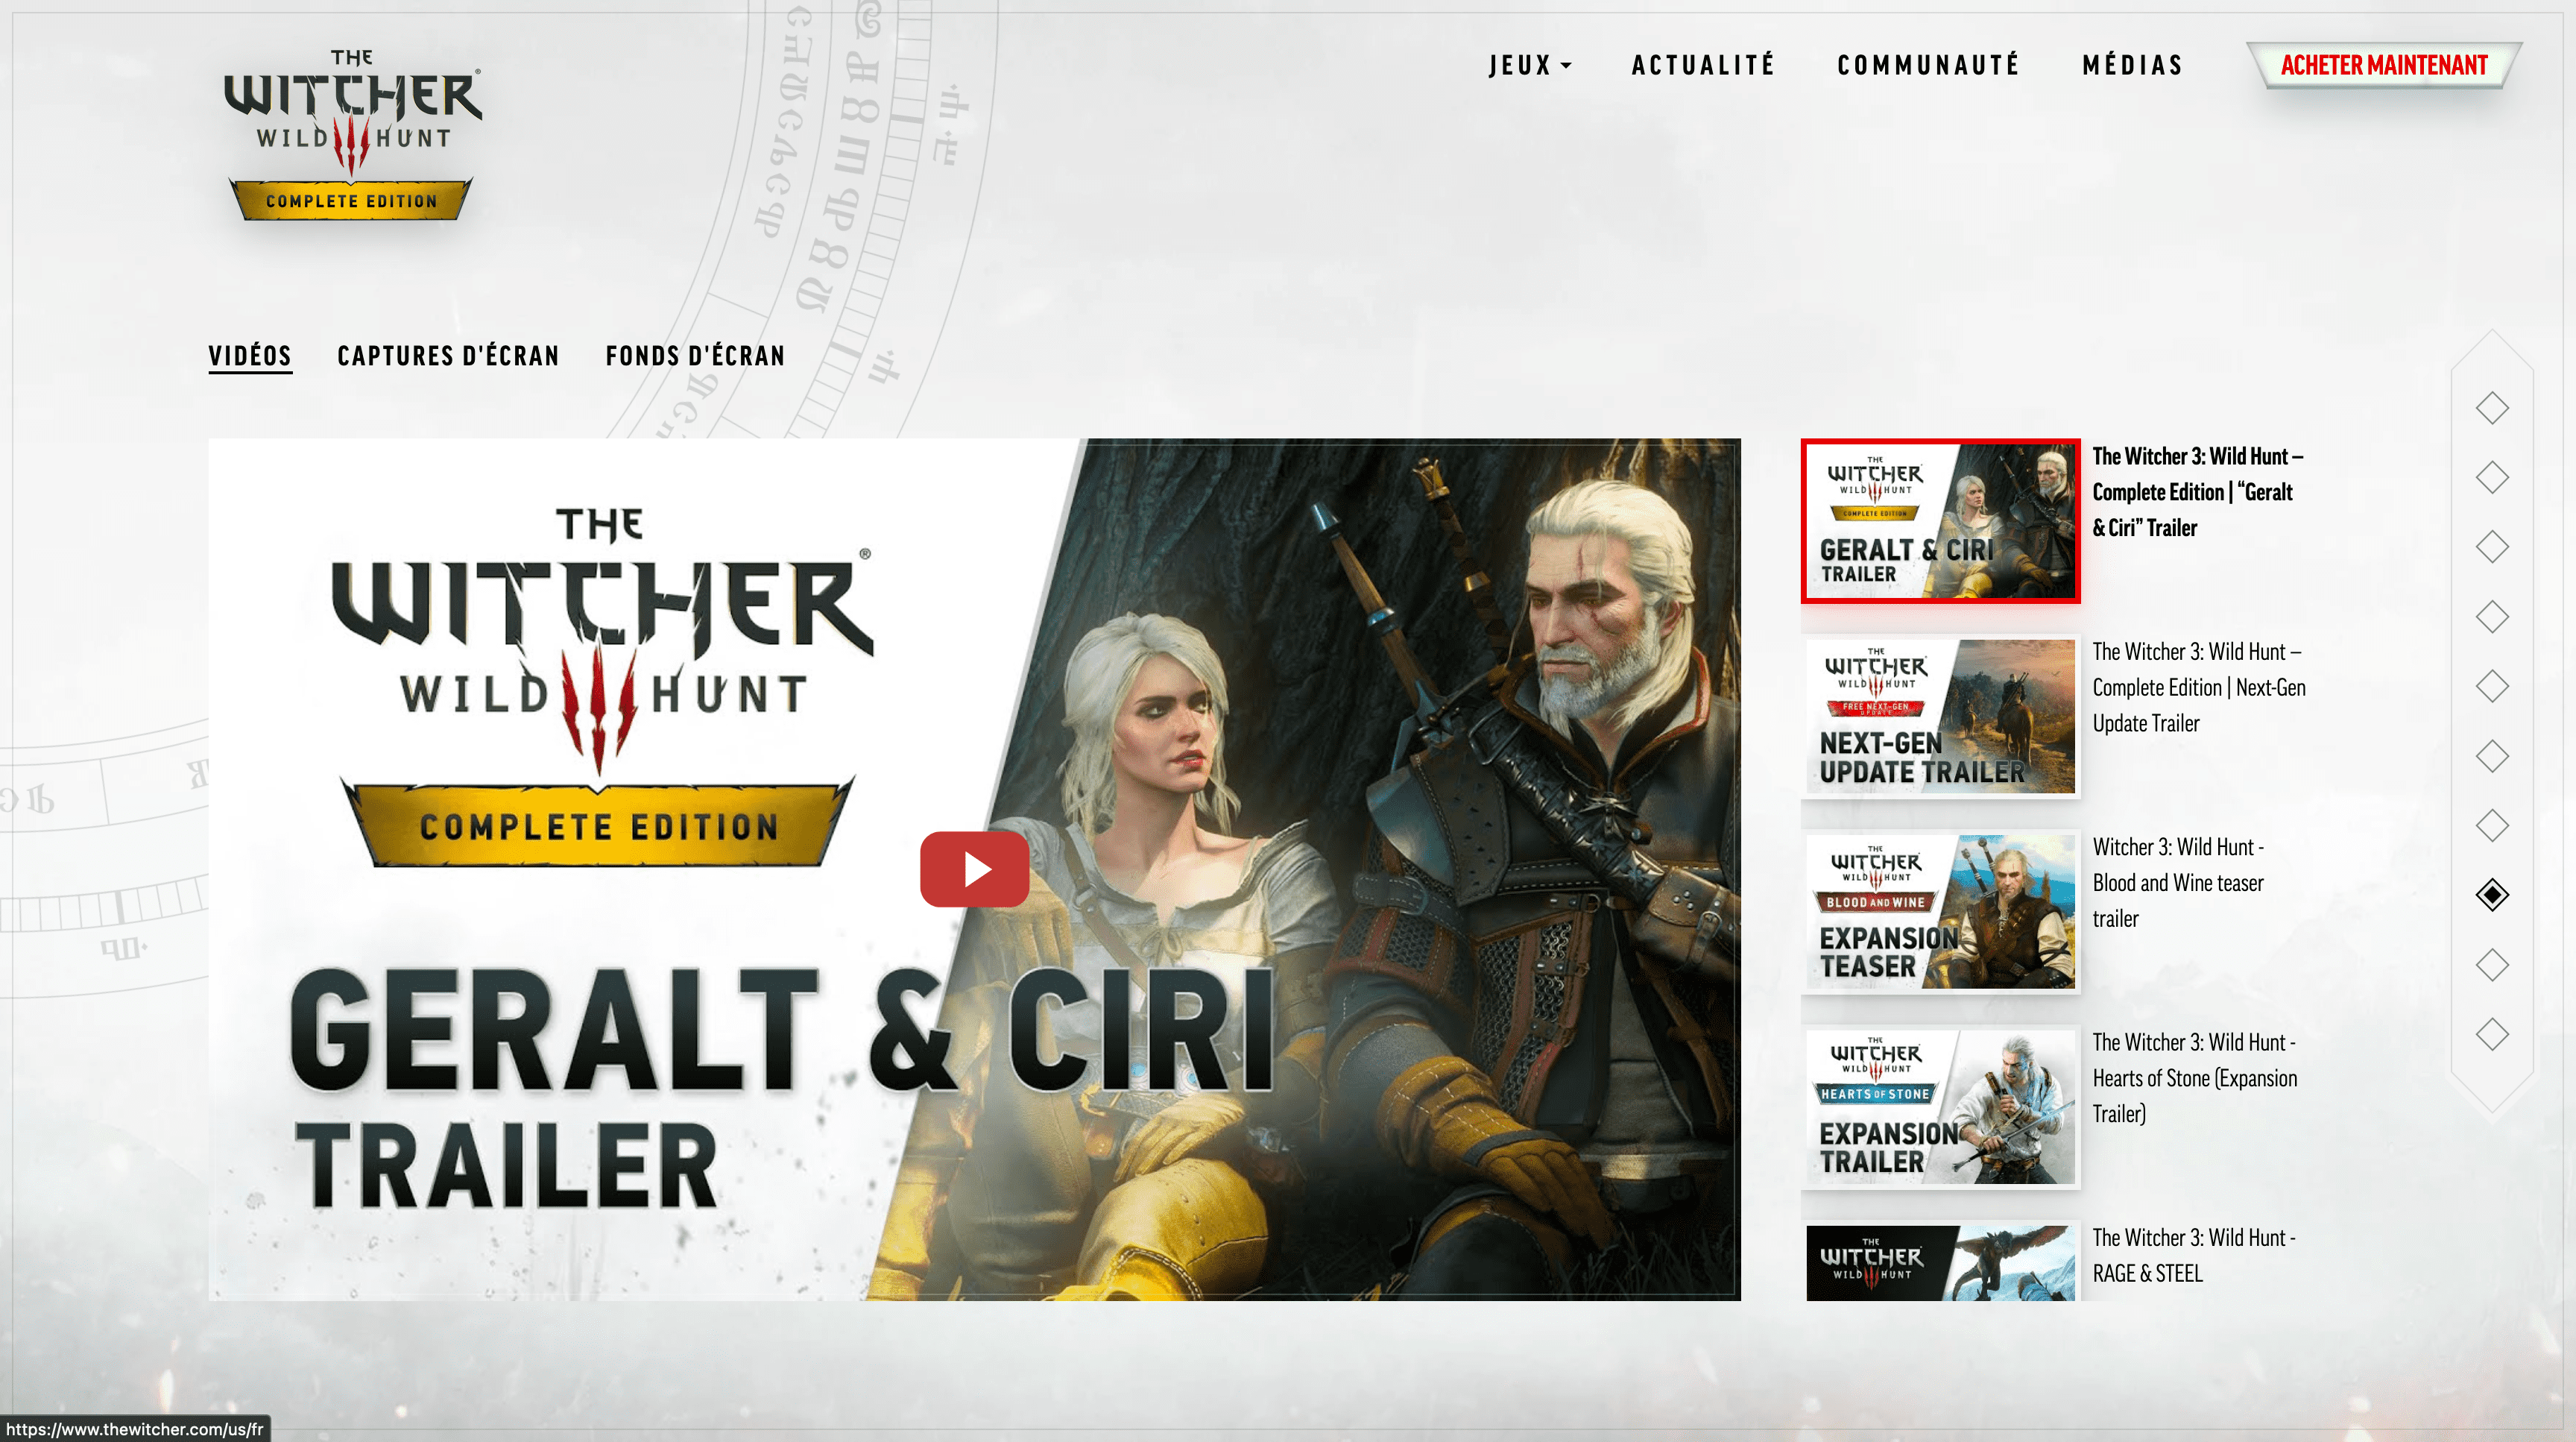 THE
WITCHER®
WILD HUNT
COMPLETE EDITION
JEUX
ACTUALITÉ
COMMUNAUTÉ
MÉDIAS
ACHETER MAINTENANT
VIDÉOS
CAPTURES D'ÉCRAN
FONDS D'ÉCRAN
THE
WITCHER®
WILD HUNT
COMPLETE EDITION
GERALT & CIRI
TRAILER
THE
WITCHER
WILD HUNT
COMPLETE EDITION
GERALT & CIRI
TRAILER
The Witcher 3: Wild Hunt –
Complete Edition | “Geralt
& Ciri” Trailer
THE
WITCHER
WILD HUNT
FREE NEXT-GEN
UPDATE
NEXT-GEN
UPDATE TRAILER
The Witcher 3: Wild Hunt –
Complete Edition | Next-Gen
Update Trailer
THE
WITCHER
WILD HUNT
BLOOD AND WINE
EXPANSION
TEASER
Witcher 3: Wild Hunt -
Blood and Wine teaser
trailer
THE
WITCHER
WILD HUNT
HEARTS OF STONE
EXPANSION
TRAILER
The Witcher 3: Wild Hunt -
Hearts of Stone (Expansion
Trailer)
THE
WITCHER
WILD HUNT
The Witcher 3: Wild Hunt -
RAGE & STEEL
https://www.thewitcher.com/us/fr